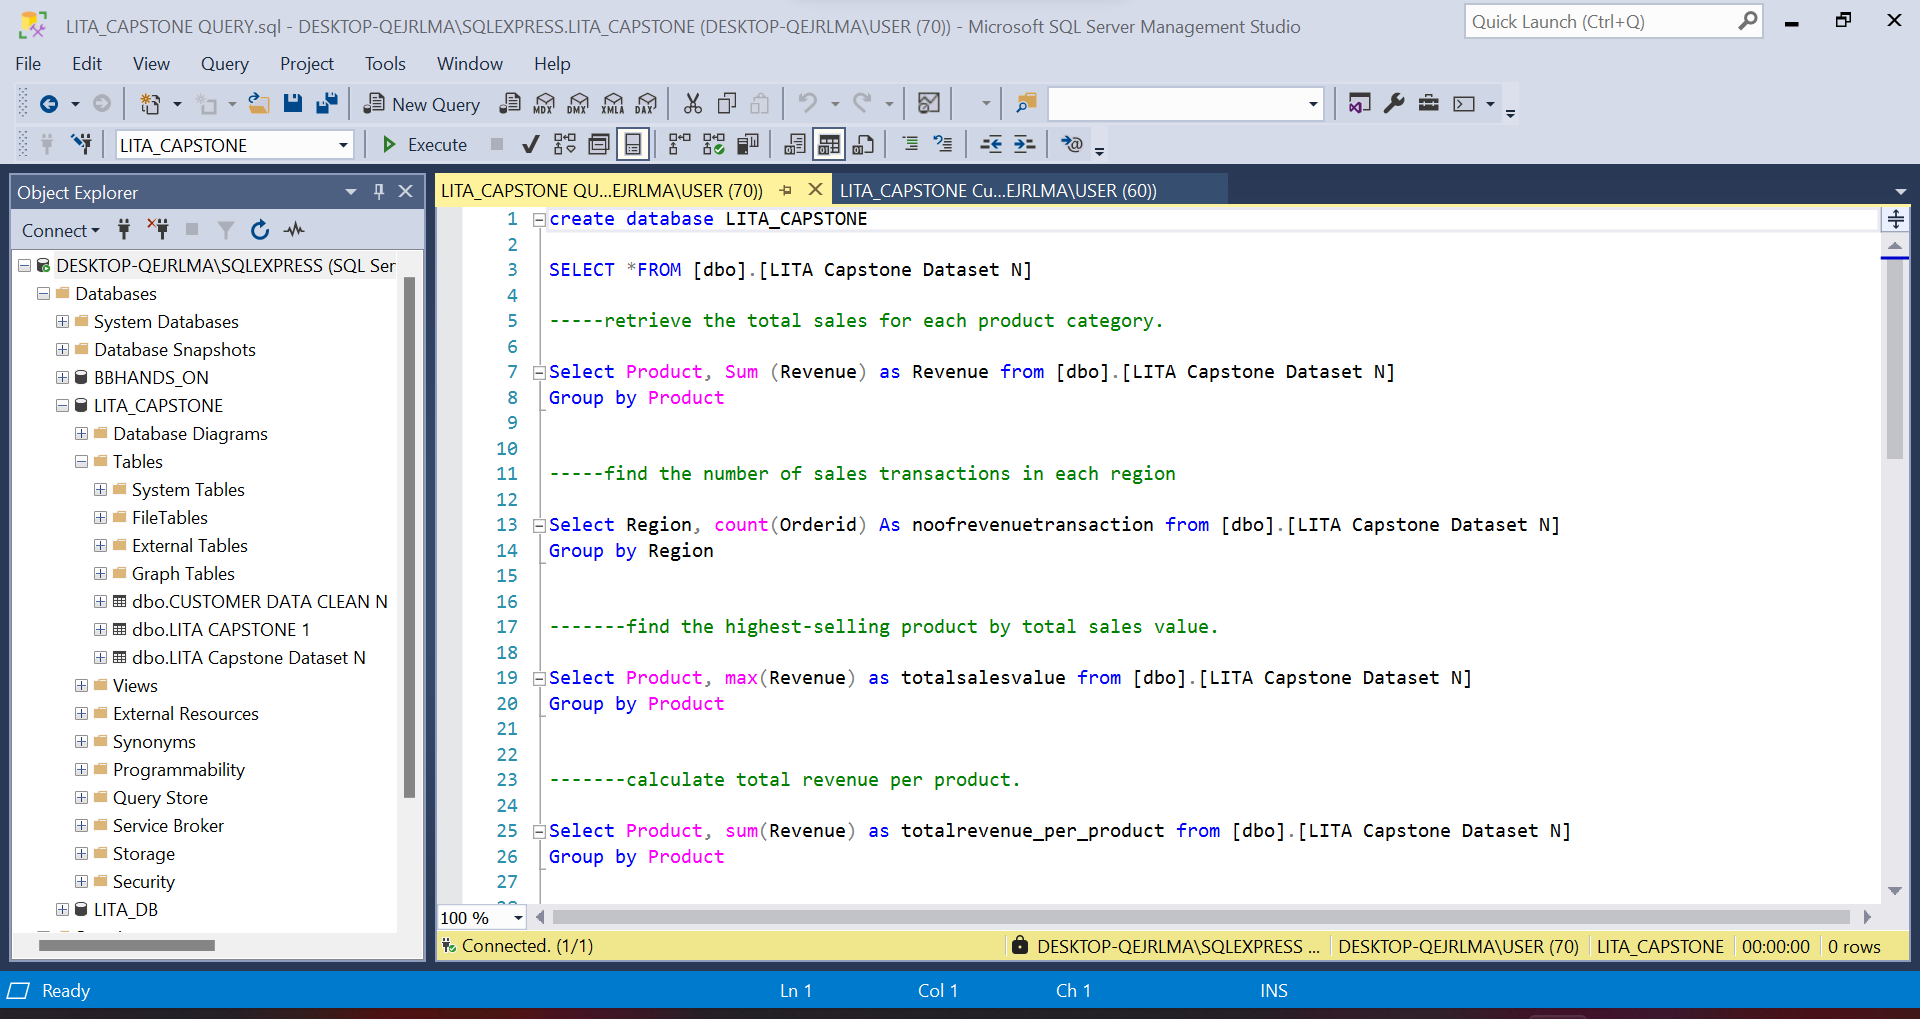 LITA_CAPSTONE QUERY.sql - DESKTOP-QEJRLMA\SQLEXPRESS.LITA_CAPSTONE (DESKTOP-QEJRLMA\USER (70)) - Microsoft SQL Server Management Studio
Quick Launch (Ctrl+Q)
File Edit View Query Project Tools Window Help
New Query MDX DMX XMLA DAX
LITA_CAPSTONE Execute
Object Explorer
Connect
DESKTOP-QEJRLMA\SQLEXPRESS (SQL Ser
Databases
System Databases
Database Snapshots
BBHANDS_ON
LITA_CAPSTONE
Database Diagrams
Tables
System Tables
FileTables
External Tables
Graph Tables
dbo.CUSTOMER DATA CLEAN N
dbo.LITA CAPSTONE 1
dbo.LITA Capstone Dataset N
Views
External Resources
Synonyms
Programmability
Query Store
Service Broker
Storage
Security
LITA_DB
LITA_CAPSTONE QU...EJRLMA\USER (70)) LITA_CAPSTONE Cu...EJRLMA\USER (60))
1 create database LITA_CAPSTONE
2
3 SELECT *FROM [dbo].[LITA Capstone Dataset N]
4
5 -----retrieve the total sales for each product category.
6
7 Select Product, Sum (Revenue) as Revenue from [dbo].[LITA Capstone Dataset N]
8 Group by Product
9
10
11 -----find the number of sales transactions in each region
12
13 Select Region, count(Orderid) As noofrevenuetransaction from [dbo].[LITA Capstone Dataset N]
14 Group by Region
15
16
17 -------find the highest-selling product by total sales value.
18
19 Select Product, max(Revenue) as totalsalesvalue from [dbo].[LITA Capstone Dataset N]
20 Group by Product
21
22
23 -------calculate total revenue per product.
24
25 Select Product, sum(Revenue) as totalrevenue_per_product from [dbo].[LITA Capstone Dataset N]
26 Group by Product
27
100 %
Connected. (1/1) DESKTOP-QEJRLMA\SQLEXPRESS ... DESKTOP-QEJRLMA\USER (70) LITA_CAPSTONE 00:00:00 0 rows
Ready Ln 1 Col 1 Ch 1 INS